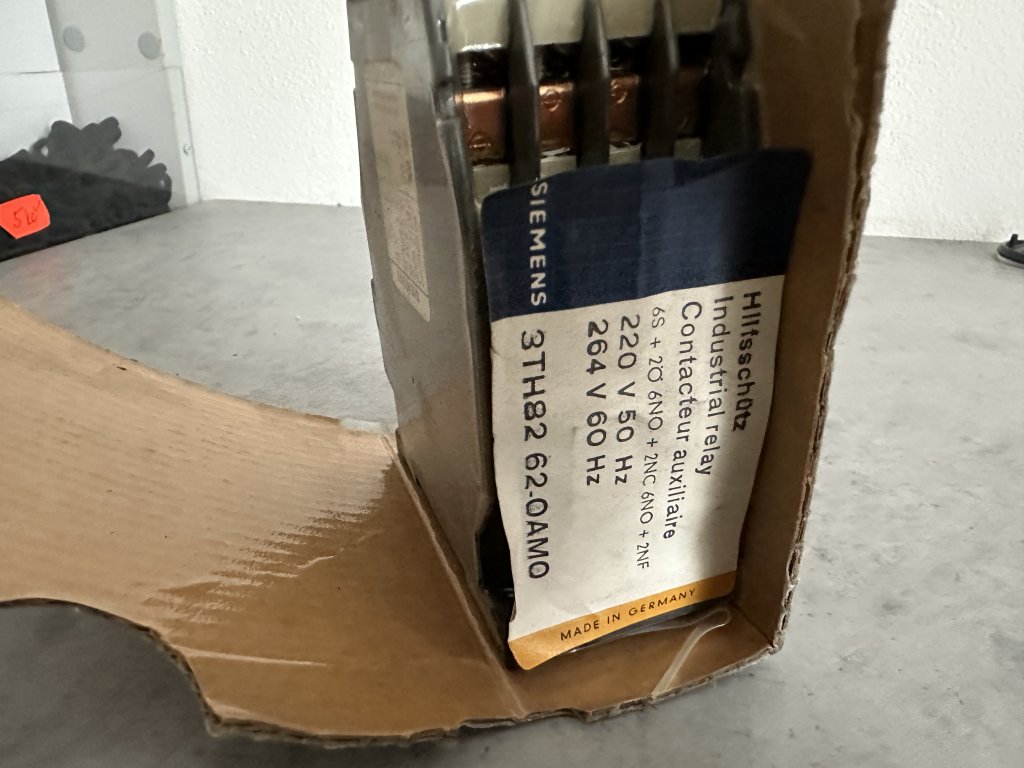 SIEMENS
Hilfsschütz
Industrial relay
Contacteur auxiliaire
6S + 2Ö 6NO + 2NC 6NO + 2NF
220 V 50 Hz
264 V 60 Hz
3TH82 62-0AM0
MADE IN GERMANY